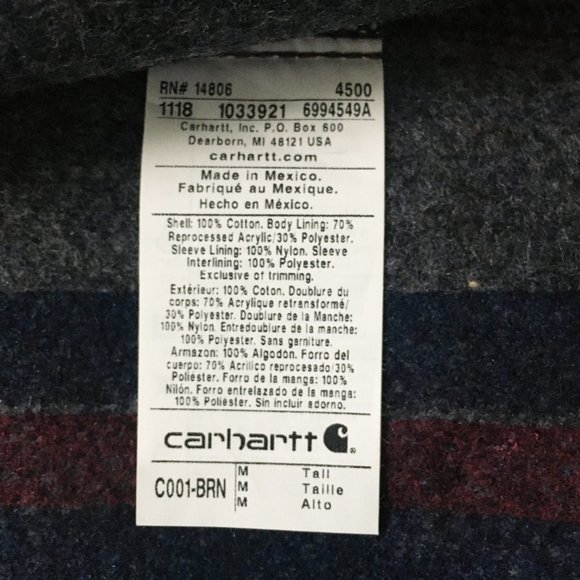 RN# 14806 4500
1118 1033921 6994549A
Carhartt, Inc. P.O. Box 600
Dearborn, MI 48121 USA
carhartt.com
Made in Mexico.
Fabriqué au Mexique.
Hecho en México.
Shell: 100% Cotton. Body Lining: 70%
Reprocessed Acrylic/30% Polyester.
Sleeve Lining: 100% Nylon. Sleeve
Interlining: 100% Polyester.
Exclusive of trimming.
Extérieur: 100% Coton. Doublure du
corps: 70% Acrylique retransformé/
30% Polyester. Doublure de la Manche:
100% Nylon. Entredoublure de la manche:
100% Polyester. Sans garniture.
Armazon: 100% Algodón. Forro del
cuerpo: 70% Acrílico reprocesado/30%
Poliéster. Forro de la manga: 100%
Nilón. Forro entrelazado de la manga:
100% Poliéster. Sin incluir adorno.
carhartt
C001-BRN
M Tall
M Taille
M Alto